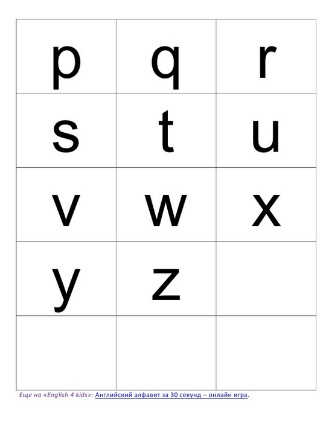 p q r
s t u
v w x
y z
Еще на «English 4 kids»: Английский алфавит за 30 секунд – онлайн игра.